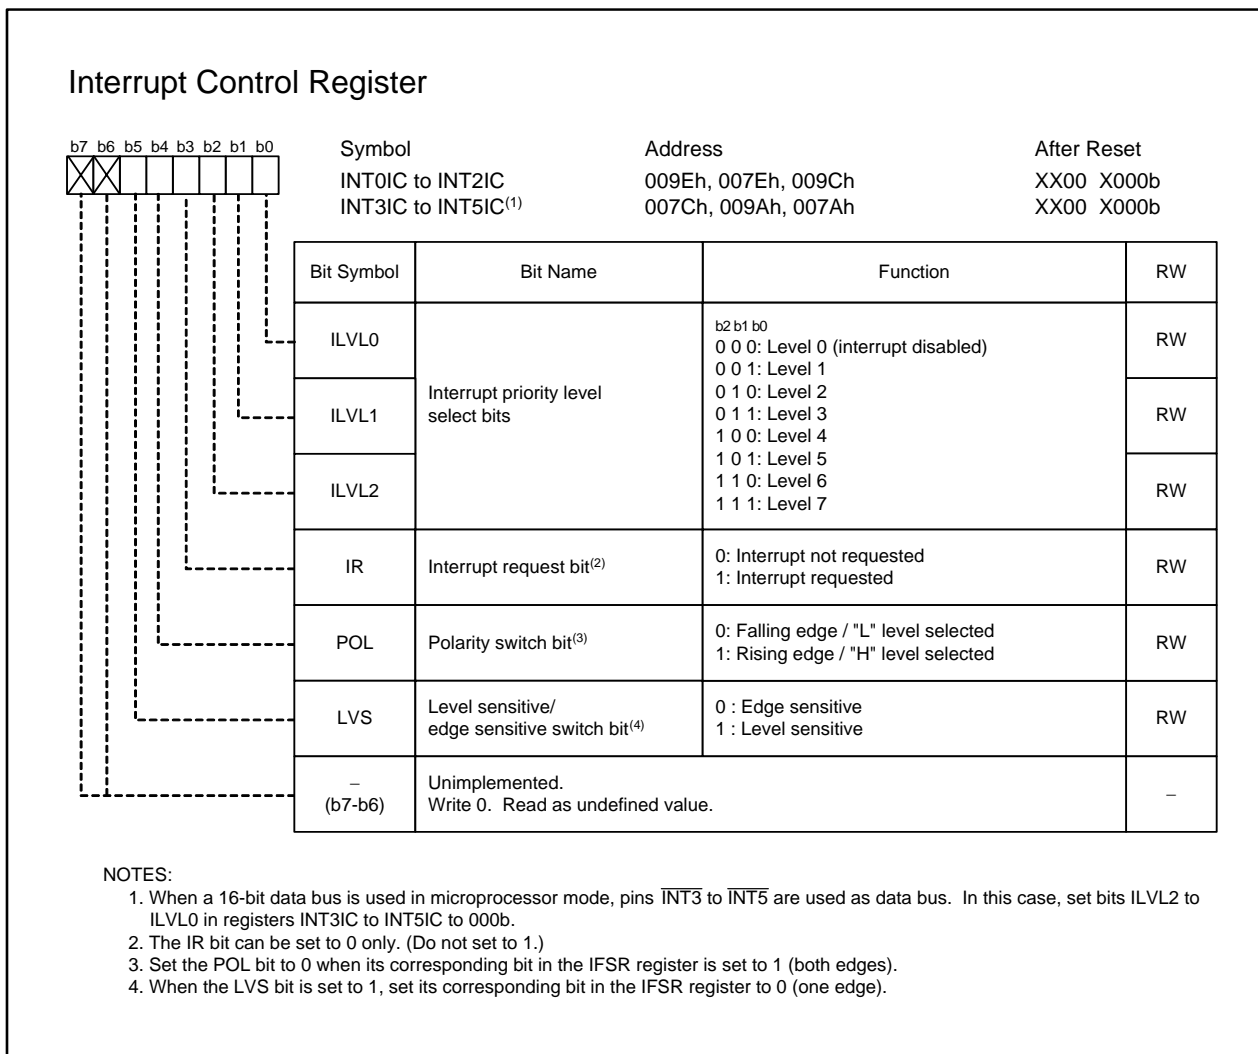 Interrupt Control Register
b7 b6 b5 b4 b3 b2 b1 b0
Symbol Address After Reset
INT0IC to INT2IC 009Eh, 007Eh, 009Ch XX00 X000b
INT3IC to INT5IC(1) 007Ch, 009Ah, 007Ah XX00 X000b
Bit Symbol Bit Name Function RW
ILVL0 RW
ILVL1 RW
ILVL2 RW
Interrupt priority level
select bits
b2 b1 b0
0 0 0: Level 0 (interrupt disabled)
0 0 1: Level 1
0 1 0: Level 2
0 1 1: Level 3
1 0 0: Level 4
1 0 1: Level 5
1 1 0: Level 6
1 1 1: Level 7
IR Interrupt request bit(2) RW
0: Interrupt not requested
1: Interrupt requested
POL Polarity switch bit(3) RW
0: Falling edge / "L" level selected
1: Rising edge / "H" level selected
LVS RW
Level sensitive/
edge sensitive switch bit(4)
0 : Edge sensitive
1 : Level sensitive
–
(b7-b6)
Unimplemented.
Write 0. Read as undefined value.
–
NOTES:
1. When a 16-bit data bus is used in microprocessor mode, pins INT3 to INT5 are used as data bus. In this case, set bits ILVL2 to
ILVL0 in registers INT3IC to INT5IC to 000b.
2. The IR bit can be set to 0 only. (Do not set to 1.)
3. Set the POL bit to 0 when its corresponding bit in the IFSR register is set to 1 (both edges).
4. When the LVS bit is set to 1, set its corresponding bit in the IFSR register to 0 (one edge).